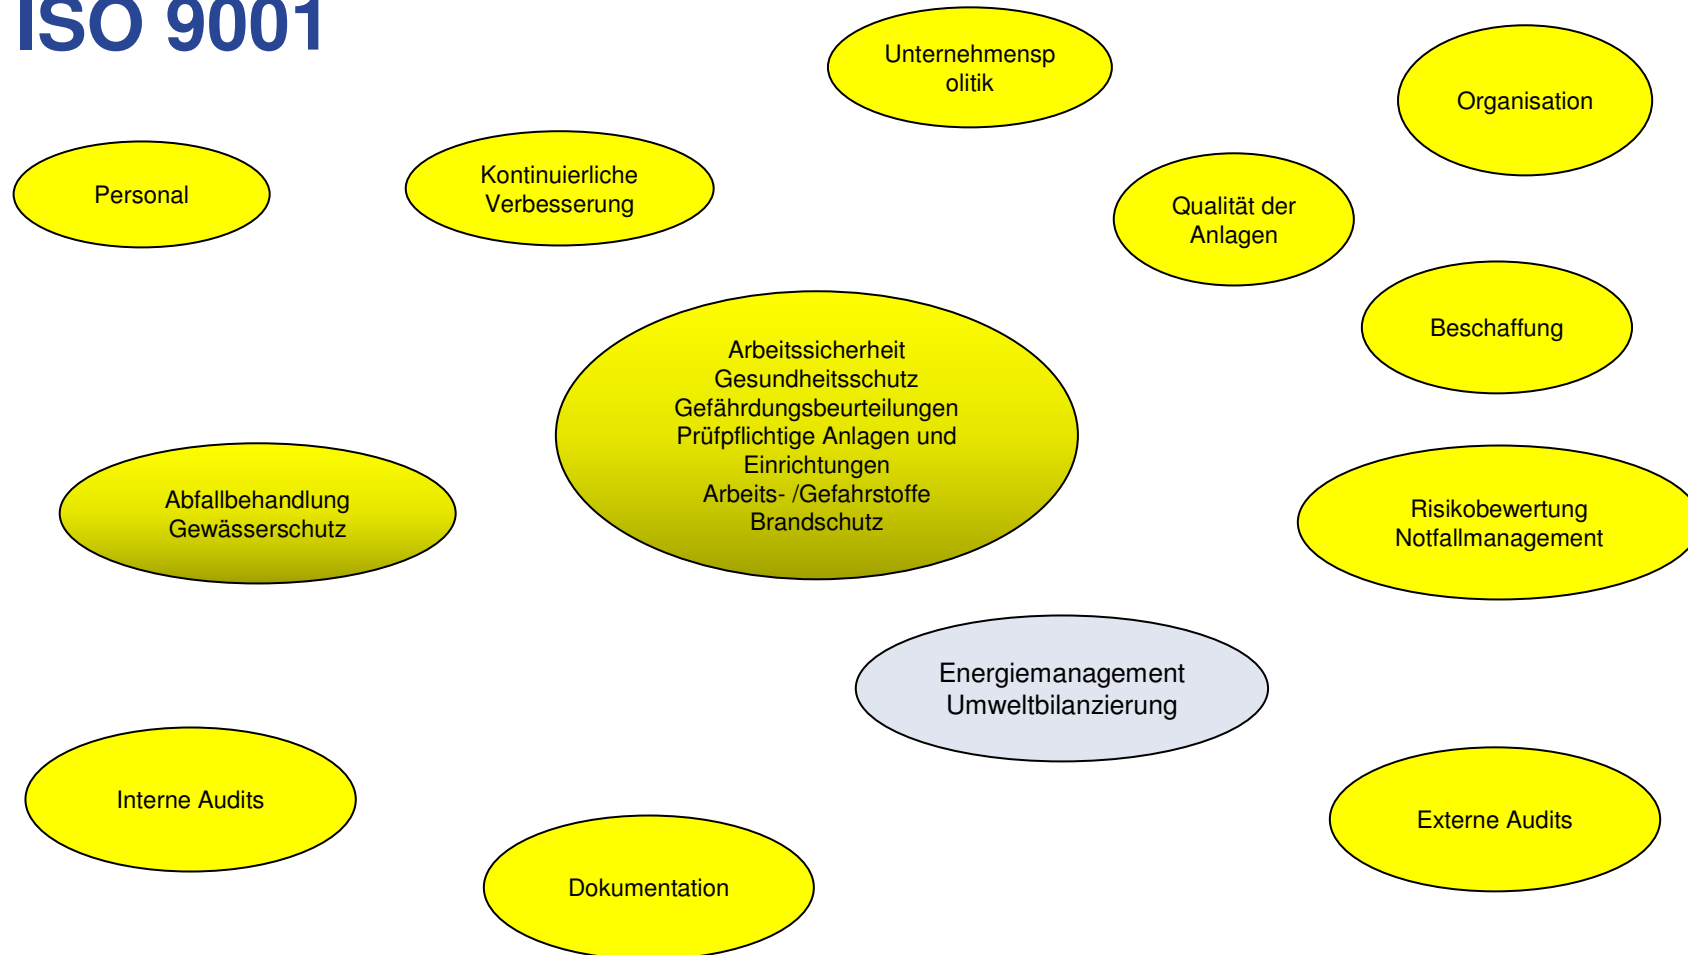 ISO 9001
Unternehmensp
olitik
Organisation
Personal
Kontinuierliche
Verbesserung
Qualität der
Anlagen
Beschaffung
Arbeitssicherheit
Gesundheitsschutz
Gefährdungsbeurteilungen
Prüfpflichtige Anlagen und
Einrichtungen
Arbeits- /Gefahrstoffe
Brandschutz
Abfallbehandlung
Gewässerschutz
Risikobewertung
Notfallmanagement
Energiemanagement
Umweltbilanzierung
Interne Audits
Externe Audits
Dokumentation